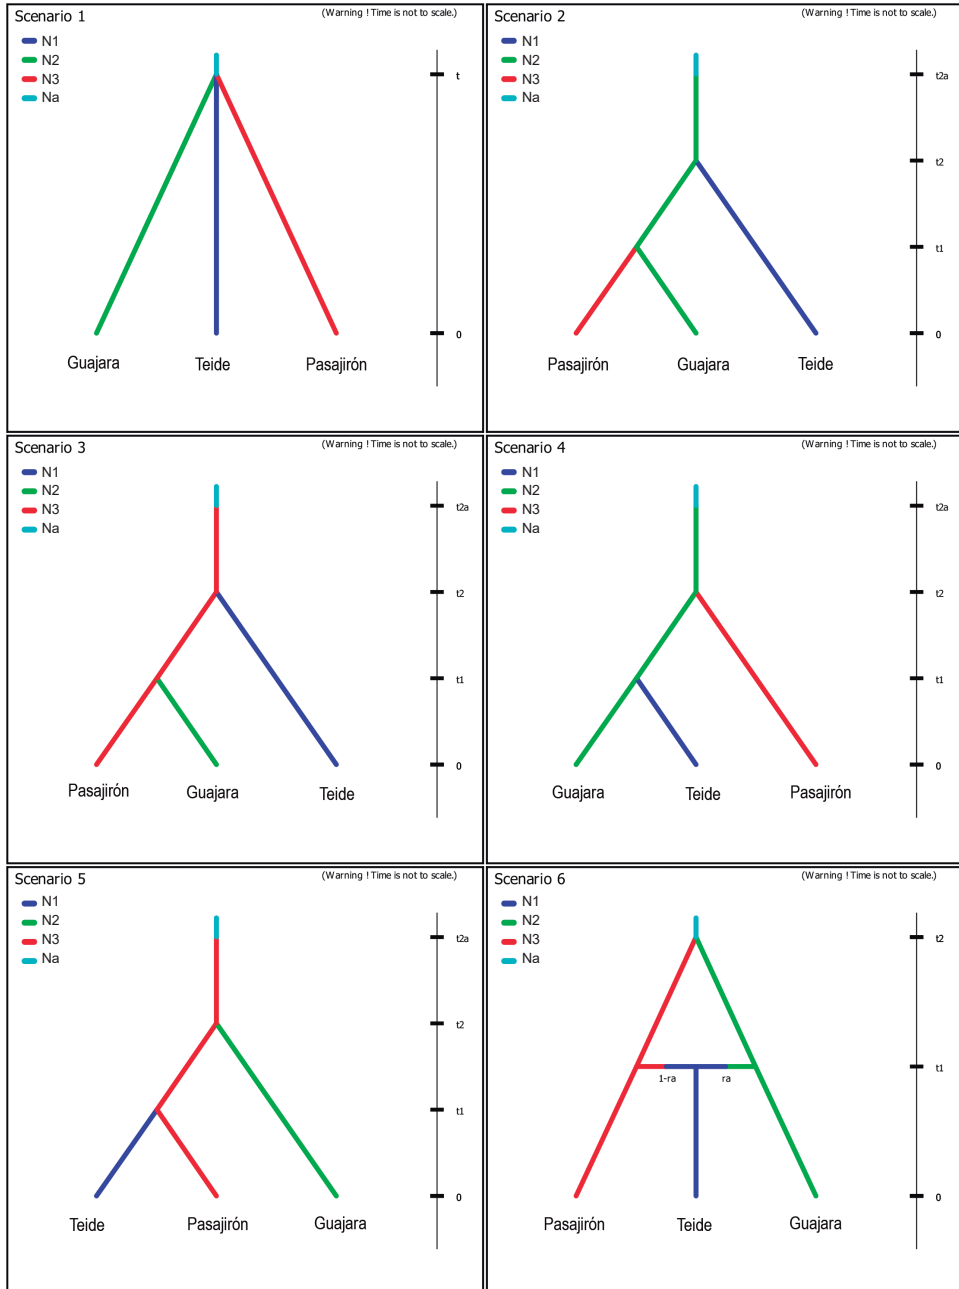 Scenario 1
(Warning ! Time is not to scale.)
N1
N2
N3
Na
t
0
Guajara
Teide
Pasajirón
Scenario 2
(Warning ! Time is not to scale.)
N1
N2
N3
Na
t2a
t2
t1
0
Pasajirón
Guajara
Teide
Scenario 3
(Warning ! Time is not to scale.)
N1
N2
N3
Na
t2a
t2
t1
0
Pasajirón
Guajara
Teide
Scenario 4
(Warning ! Time is not to scale.)
N1
N2
N3
Na
t2a
t2
t1
0
Guajara
Teide
Pasajirón
Scenario 5
(Warning ! Time is not to scale.)
N1
N2
N3
Na
t2a
t2
t1
0
Teide
Pasajirón
Guajara
Scenario 6
(Warning ! Time is not to scale.)
N1
N2
N3
Na
t2
t1
1-ra
ra
0
Pasajirón
Teide
Guajara